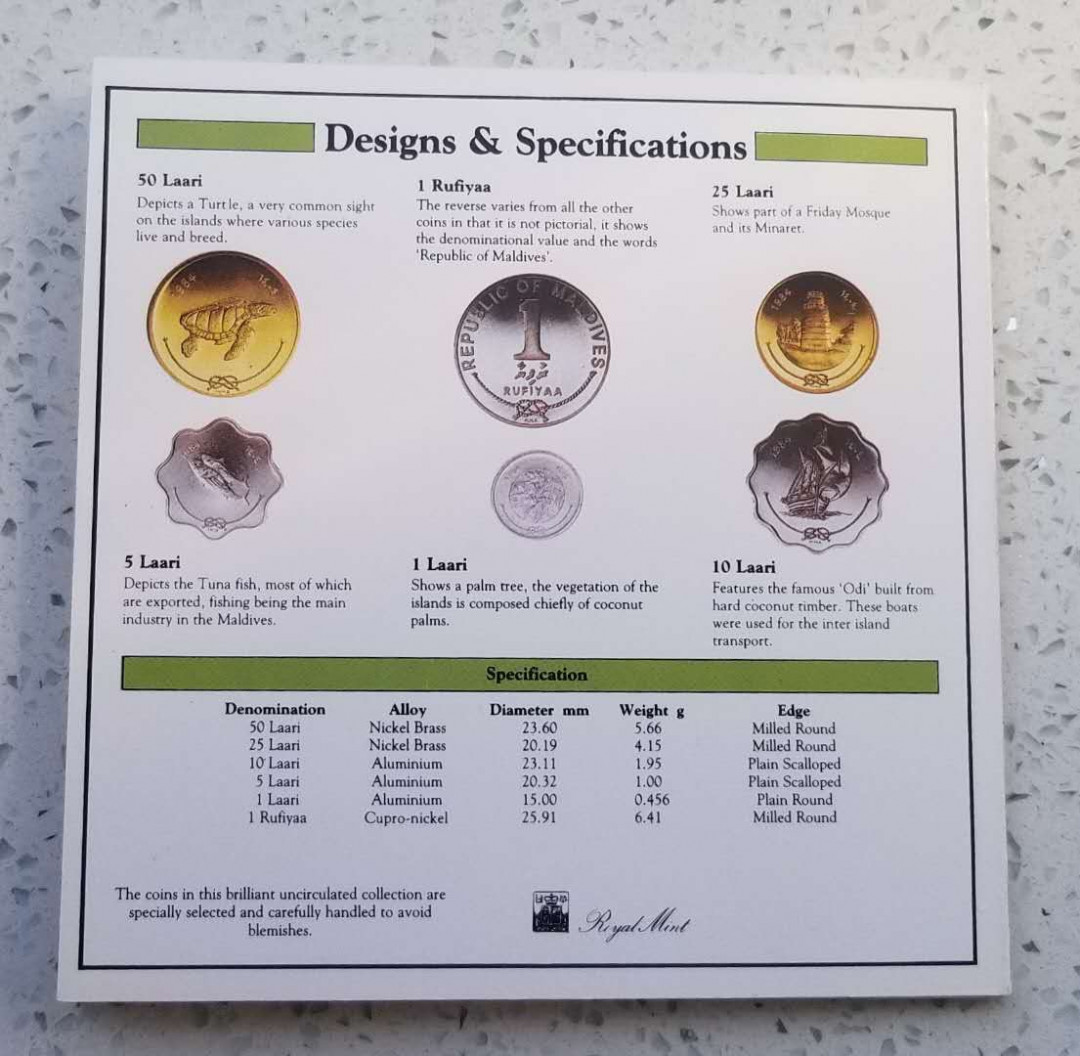 Designs & Specifications
50 Laari
Depicts a Turtle, a very common sight
on the islands where various species
live and breed.
1 Rufiyaa
The reverse varies from all the other
coins in that it is not pictorial, it shows
the denominational value and the words
'Republic of Maldives'.
25 Laari
Shows part of a Friday Mosque
and its Minaret.
1984
REPUBLIC OF MALDIVES
1
ރުފިޔާ
RUFIYAA
1984
1984
5 Laari
Depicts the Tuna fish, most of which
are exported, fishing being the main
industry in the Maldives.
1 Laari
Shows a palm tree, the vegetation of the
islands is composed chiefly of coconut
palms.
10 Laari
Features the famous 'Odi' built from
hard coconut timber. These boats
were used for the inter island
transport.
Specification
Denomination Alloy Diameter mm Weight g Edge
50 Laari Nickel Brass 23.60 5.66 Milled Round
25 Laari Nickel Brass 20.19 4.15 Milled Round
10 Laari Aluminium 23.11 1.95 Plain Scalloped
5 Laari Aluminium 20.32 1.00 Plain Scalloped
1 Laari Aluminium 15.00 0.456 Plain Round
1 Rufiyaa Cupro-nickel 25.91 6.41 Milled Round
The coins in this brilliant uncirculated collection are
specially selected and carefully handled to avoid
blemishes.
Royal Mint